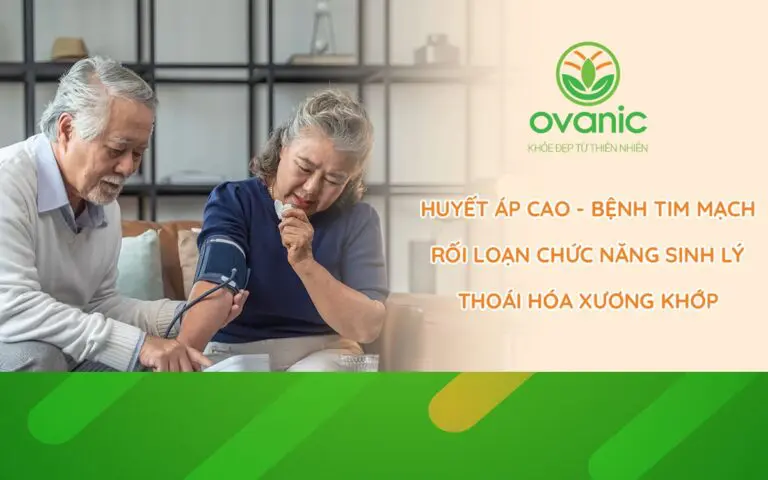 ovanic
KHỎE ĐẸP TỪ THIÊN NHIÊN
HUYẾT ÁP CAO - BỆNH TIM MẠCH
RỐI LOẠN CHỨC NĂNG SINH LÝ
THOÁI HÓA XƯƠNG KHỚP